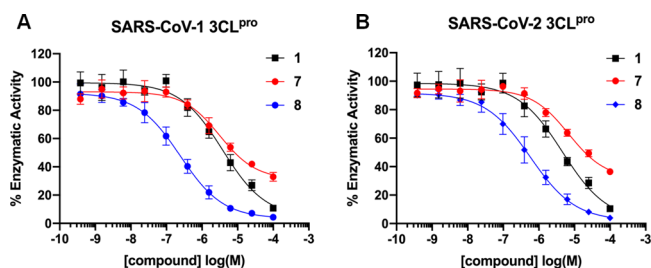 A
SARS-CoV-1 3CLpro
% Enzymatic Activity
120
100
80
60
40
20
0
-10 -9 -8 -7 -6 -5 -4 -3
[compound] log(M)
1
7
8
B
SARS-CoV-2 3CLpro
% Enzymatic Activity
120
100
80
60
40
20
0
-10 -9 -8 -7 -6 -5 -4 -3
[compound] log(M)
1
7
8